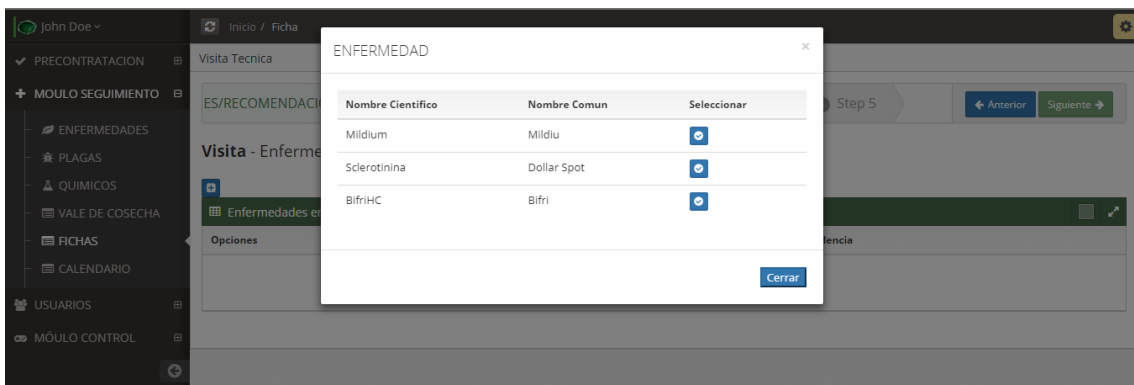 John Doe
Inicio / Ficha
PRECONTRATACION
Visita Tecnica
MOULO SEGUIMIENTO
ES/RECOMENDACI
Step 5
Anterior
Siguiente
ENFERMEDADES
PLAGAS
Visita - Enferme
QUIMICOS
VALE DE COSECHA
Enfermedades en
FICHAS
Opciones
dencia
CALENDARIO
USUARIOS
MÓULO CONTROL
ENFERMEDAD
×
Nombre Cientifico Nombre Comun Seleccionar
Mildium Mildiu
Sclerotinina Dollar Spot
BifriHC Bifri
Cerrar